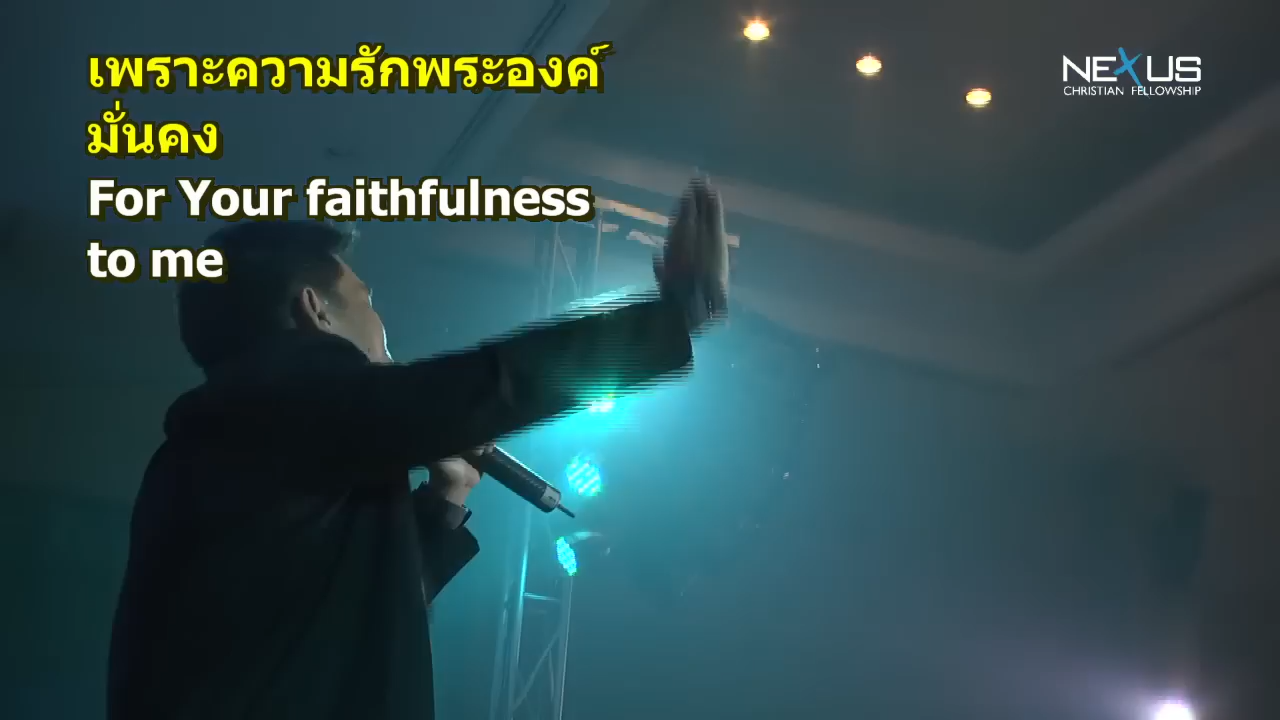 เพราะความรักพระองค์
มั่นคง
For Your faithfulness
to me
NEXUS
CHRISTIAN FELLOWSHIP